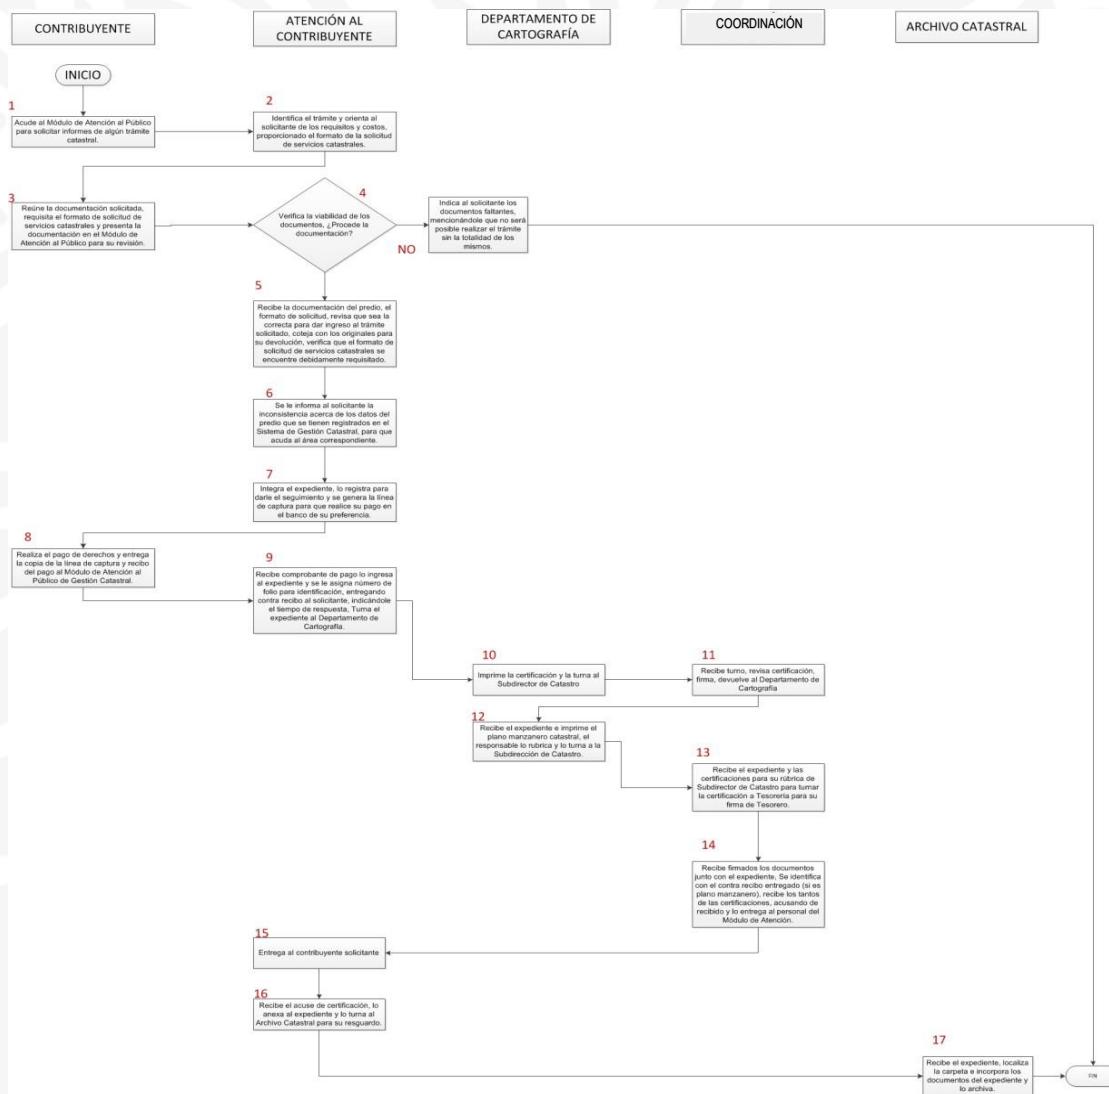 CONTRIBUYENTE
ATENCIÓN AL
CONTRIBUYENTE
DEPARTAMENTO DE
CARTOGRAFÍA
COORDINACIÓN
ARCHIVO CATASTRAL
INICIO
1
Acude al Módulo de Atención al Público
para solicitar informes de algún trámite
catastral.
2
Identifica el trámite y orienta al
solicitante de los requisitos y costos,
proporcionado el formato de la solicitud
de servicios catastrales.
3
Reúne la documentación solicitada,
requisita el formato de solicitud de
servicios catastrales y presenta la
documentación en el Módulo de
Atención al Público para su revisión.
4
Verifica la viabilidad de los
documentos, ¿Procede la
documentación?
NO
Indica al solicitante los
documentos faltantes,
mencionándole que no será
posible realizar el trámite
sin la totalidad de los
mismos.
5
Recibe la documentación del predio, el
formato de solicitud, revisa que sea la
correcta para dar ingreso al trámite
solicitado, coteja con los originales para
su devolución, verifica que el formato de
solicitud de servicios catastrales se
encuentre debidamente requisitado.
6
Se le informa al solicitante la
inconsistencia acerca de los datos del
predio que se tienen registrados en el
Sistema de Gestión Catastral, para que
acuda al área correspondiente.
7
Integra el expediente, lo registra para
darle el seguimiento y se genera la línea
de captura para que realice su pago en
el banco de su preferencia.
8
Realiza el pago de derechos y entrega
la copia de la línea de captura y recibo
del pago al Módulo de Atención al
Público de Gestión Catastral.
9
Recibe comprobante de pago lo ingresa
al expediente y se le asigna número de
folio para identificación, entregando
contra recibo al solicitante, indicándole
el tiempo de respuesta, Turna el
expediente al Departamento de
Cartografía.
10
Imprime la certificación y la turna al
Subdirector de Catastro
11
Recibe turno, revisa certificación,
firma, devuelve al Departamento de
Cartografía
12
Recibe el expediente e imprime el
plano manzanero catastral, el
responsable lo rubrica y lo turna a la
Subdirección de Catastro.
13
Recibe el expediente y las
certificaciones para su rúbrica de
Subdirector de Catastro para turnar
la certificación a Tesorería para su
firma de Tesorero.
14
Recibe firmados los documentos
junto con el expediente, Se identifica
con el contra recibo entregado (si es
plano manzanero), recibe los tantos
de las certificaciones, acusando de
recibido y lo entrega al personal del
Módulo de Atención.
15
Entrega al contribuyente solicitante
16
Recibe el acuse de certificación, lo
anexa al expediente y lo turna al
Archivo Catastral para su resguardo.
17
Recibe el expediente, localiza
la carpeta e incorpora los
documentos del expediente y
lo archiva.
FIN